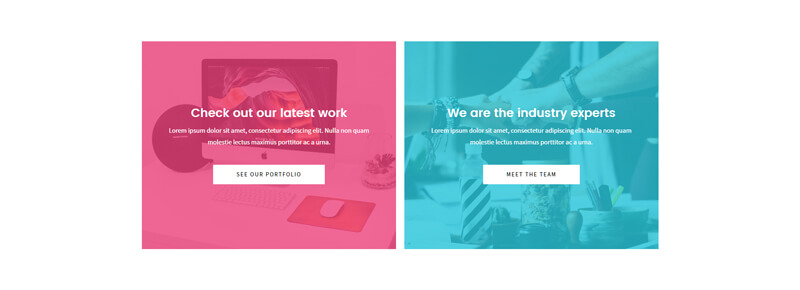 Check out our latest work
Lorem ipsum dolor sit amet, consectetur adipiscing elit. Nulla non quam
molestie lectus maximus porttitor ac a urna.
SEE OUR PORTFOLIO
We are the industry experts
Lorem ipsum dolor sit amet, consectetur adipiscing elit. Nulla non quam
molestie lectus maximus porttitor ac a urna.
MEET THE TEAM